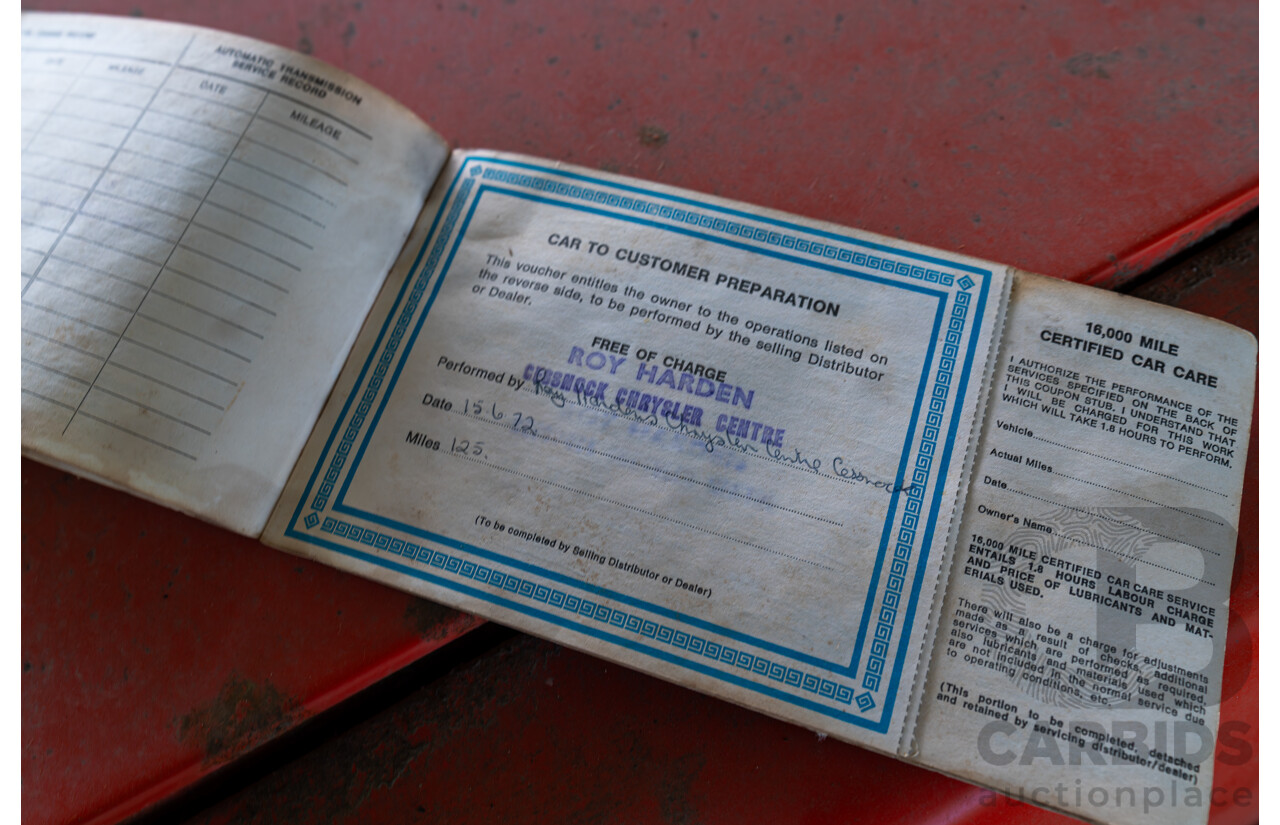 MILEAGE
AUTOMATIC TRANSMISSION
SERVICE RECORD
DATE
MILEAGE
CAR TO CUSTOMER PREPARATION
This voucher entitles the owner to the operations listed on
the reverse side, to be performed by the selling Distributor
or Dealer.
FREE OF CHARGE
ROY HARDEN
CESSNOCK CHRYSLER CENTRE
Performed by Roy Hardens Chrysler Centre Cessnock
Date 15.6.72.
Miles 125.
(To be completed by Selling Distributor or Dealer)
16,000 MILE
CERTIFIED CAR CARE
I AUTHORIZE THE PERFORMANCE OF THE
SERVICES SPECIFIED ON THE BACK OF
THIS COUPON STUB. I UNDERSTAND THAT
I WILL BE CHARGED FOR THIS WORK
WHICH WILL TAKE 1.8 HOURS TO PERFORM.
Vehicle
Actual Miles
Date
Owner's Name
16,000 MILE CERTIFIED CAR CARE SERVICE
ENTAILS 1.8 HOURS LABOUR CHARGE
AND PRICE OF LUBRICANTS AND MAT-
ERIALS USED.
There will also be a charge for adjustments
made as a result of checks, additional
services which are performed as required,
also lubricants and materials used which
are not included in the normal service due
to operating conditions, etc.
(This portion to be completed, detached
and retained by servicing distributor/dealer)
CARBIDS
auctionplace